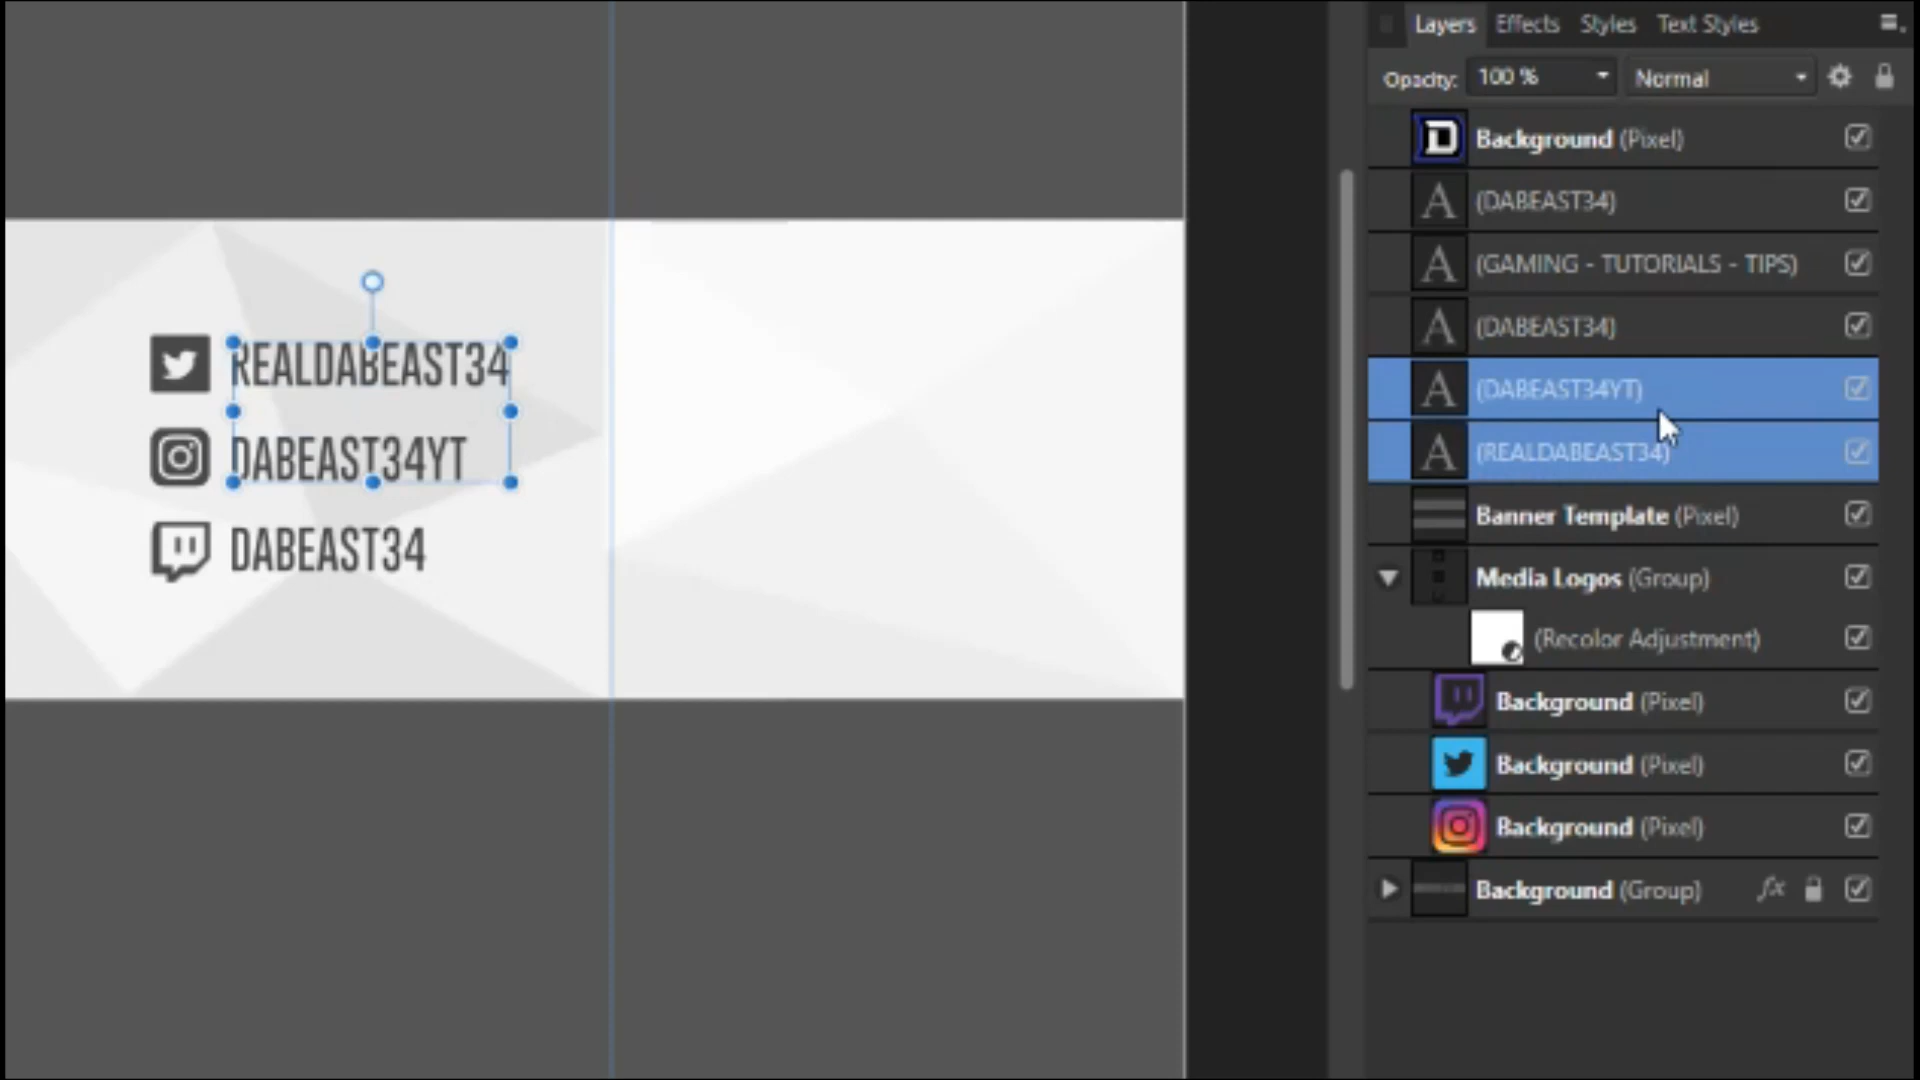 Layers Effects Styles Text Styles
Opacity: 100 % Normal
D Background (Pixel)
A (DABEAST34)
A (GAMING - TUTORIALS - TIPS)
A (DABEAST34)
A (DABEAST34YT)
A (REALDABEAST34)
Banner Template (Pixel)
Media Logos (Group)
(Recolor Adjustment)
Background (Pixel)
Background (Pixel)
Background (Pixel)
Background (Group) fx
REALDABEAST34
DABEAST34YT
DABEAST34